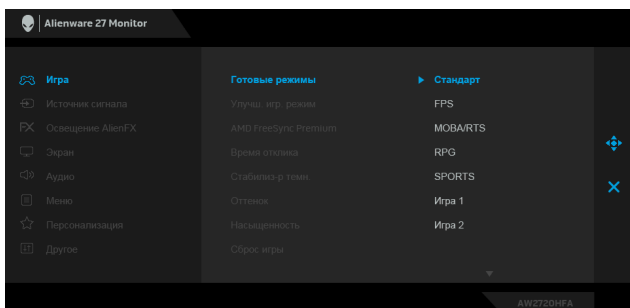 Alienware 27 Monitor
Игра
Источник сигнала
Освещение AlienFX
Экран
Аудио
Меню
Персонализация
Другое
Готовые режимы
Улучш. игр. режим
AMD FreeSync Premium
Время отклика
Стабилиз-р темн.
Оттенок
Насыщенность
Сброс игры
Стандарт
FPS
MOBA/RTS
RPG
SPORTS
Игра 1
Игра 2
AW2720HFA